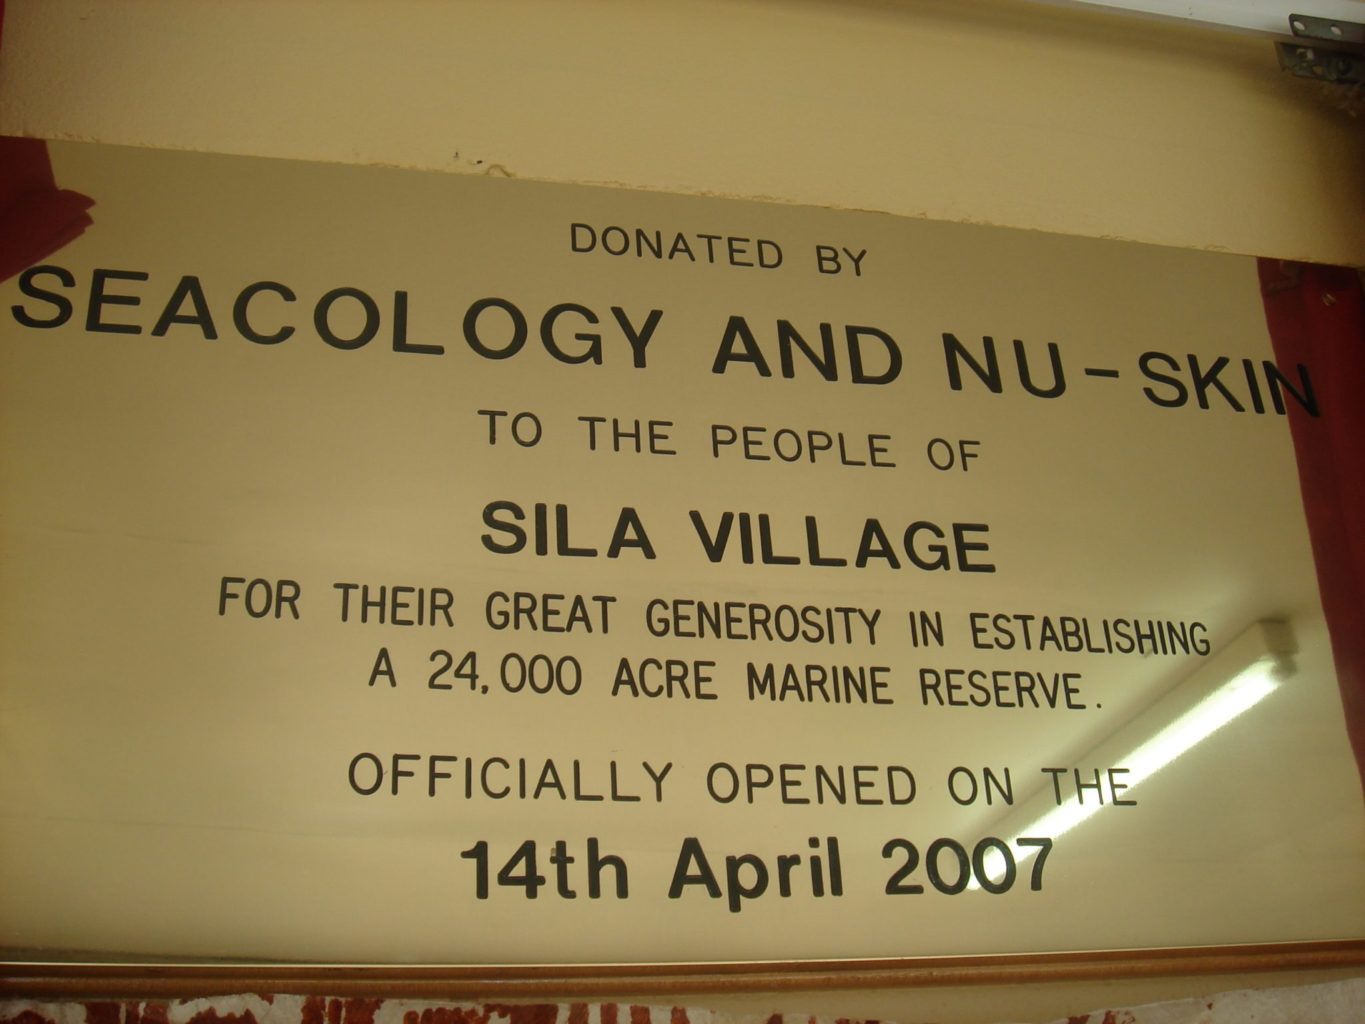 DONATED BY
SEACOLOGY AND NU-SKIN
TO THE PEOPLE OF
SILA VILLAGE
FOR THEIR GREAT GENEROSITY IN ESTABLISHING
A 24,000 ACRE MARINE RESERVE.
OFFICIALLY OPENED ON THE
14th April 2007